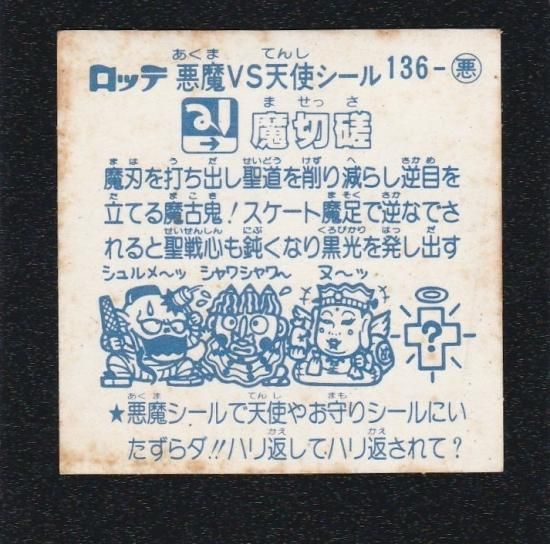 ロッテ 悪魔VS天使シール 136-悪
魔切磋
魔刃を打ち出し聖道を削り減らし逆目を
立てる魔古鬼!スケート魔足で逆なでさ
れると聖戦心も鈍くなり黒光を発し出す
シュルメ〜ッ シャワシャワ〜 ヌ〜ッ
?
★悪魔シールで天使やお守りシールにい
たずらダ!!ハリ返してハリ返されて?